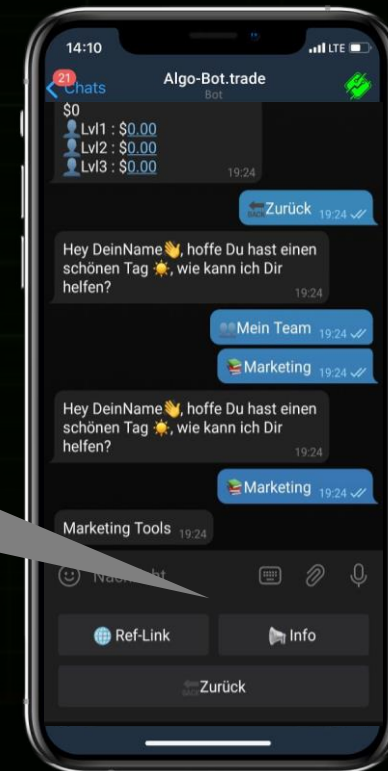 14:10
LTE
21
Chats
Algo-Bot.trade
Bot
$0
Lvl1 : $0.00
Lvl2 : $0.00
Lvl3 : $0.00
19:24
BACK Zurück 19:24
Hey DeinName👋, hoffe Du hast einen
schönen Tag ☀️, wie kann ich Dir
helfen?
19:24
Mein Team 19:24
Marketing 19:24
Hey DeinName👋, hoffe Du hast einen
schönen Tag ☀️, wie kann ich Dir
helfen?
19:24
Marketing 19:24
Marketing Tools 19:24
Nachricht
Ref-Link
Info
BACK Zurück